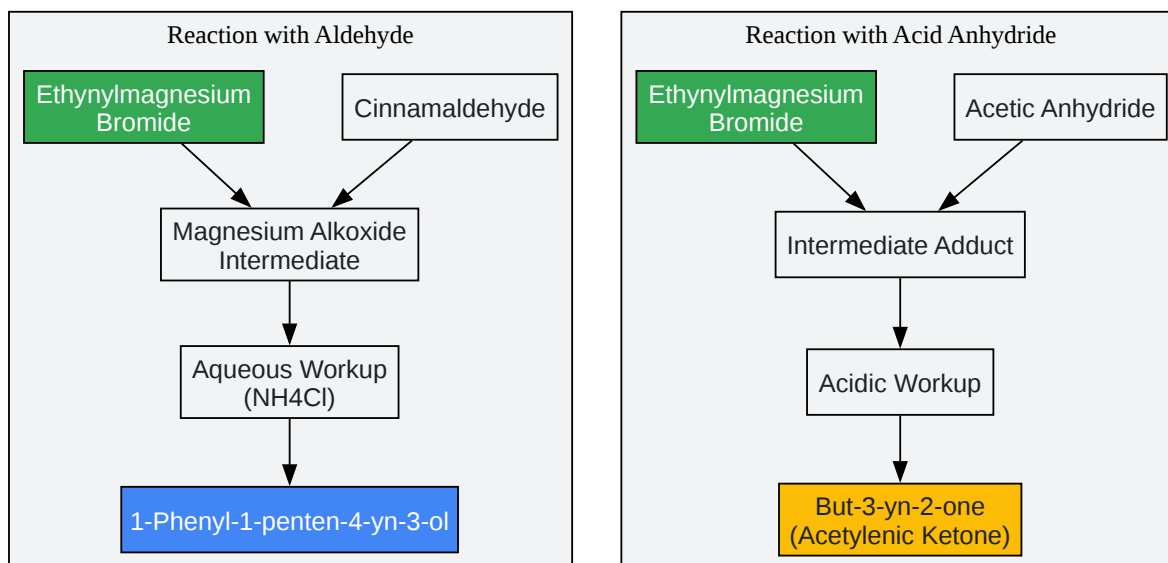 Reaction with Aldehyde
Ethynylmagnesium
Bromide
Cinnamaldehyde
Magnesium Alkoxide
Intermediate
Aqueous Workup
(NH4Cl)
1-Phenyl-1-penten-4-yn-3-ol
Reaction with Acid Anhydride
Ethynylmagnesium
Bromide
Acetic Anhydride
Intermediate Adduct
Acidic Workup
But-3-yn-2-one
(Acetylenic Ketone)